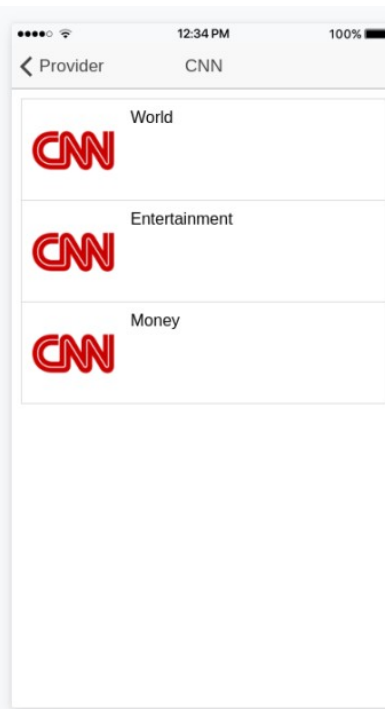 12:34 PM 100%
Provider CNN
World
CNN
Entertainment
CNN
Money
CNN